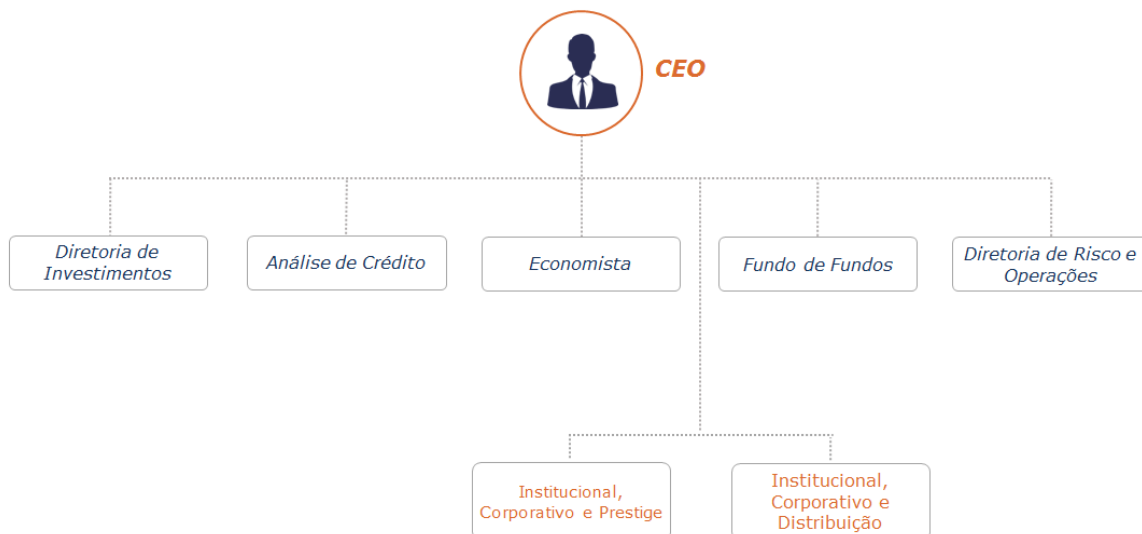 CEO
Diretoria de
Investimentos
Análise de Crédito
Economista
Fundo de Fundos
Diretoria de Risco e
Operações
Institucional,
Corporativo e Prestige
Institucional,
Corporativo e
Distribuição